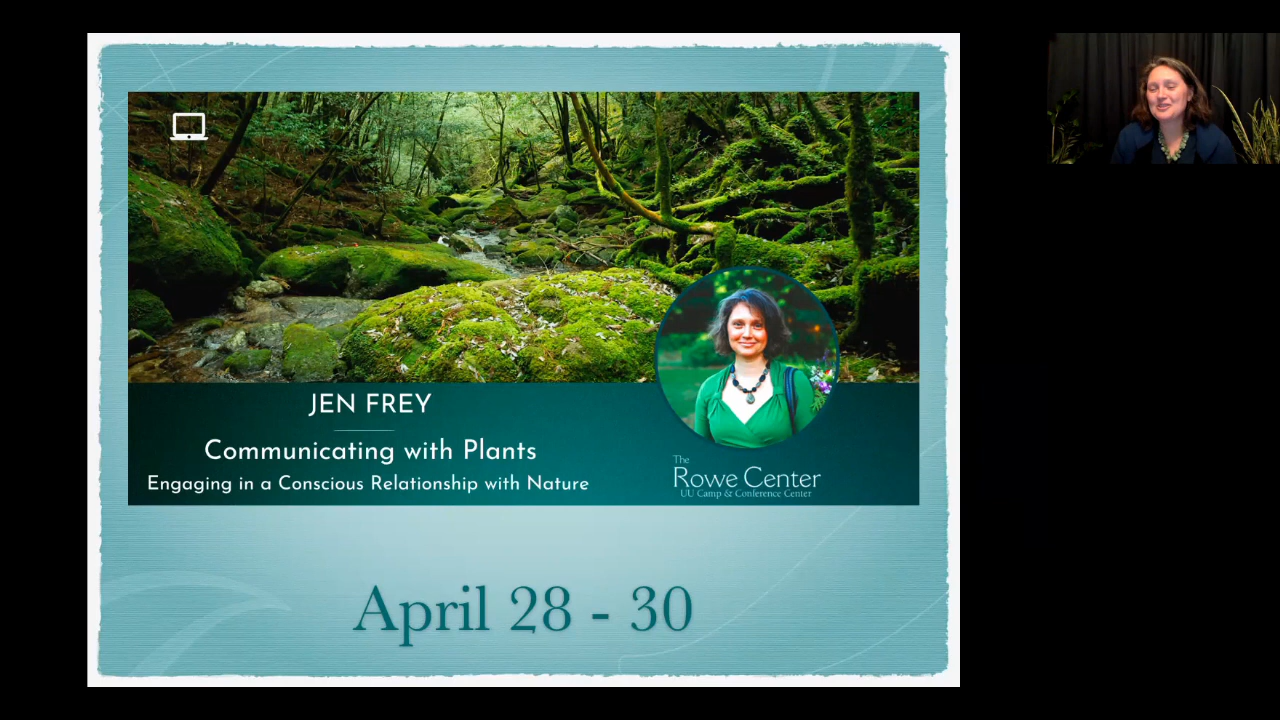 JEN FREY
Communicating with Plants
Engaging in a Conscious Relationship with Nature
The
Rowe Center
UU Camp & Conference Center
April 28 - 30